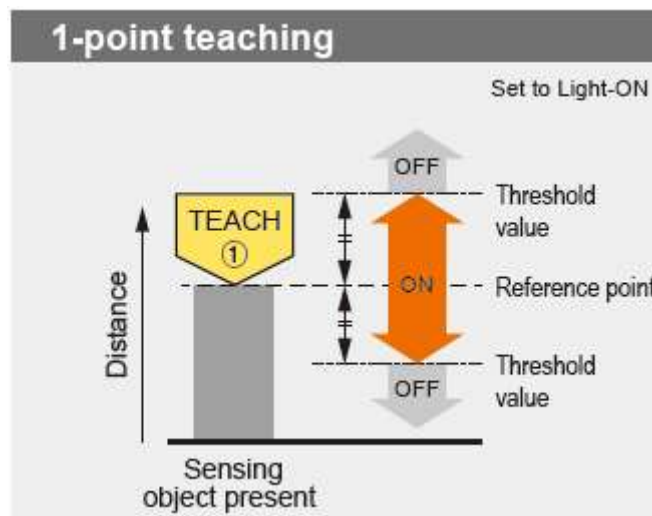 1-point teaching
Set to Light-ON
OFF
TEACH
①
Threshold
value
Distance
ON
Reference point
Threshold
value
OFF
Sensing
object present